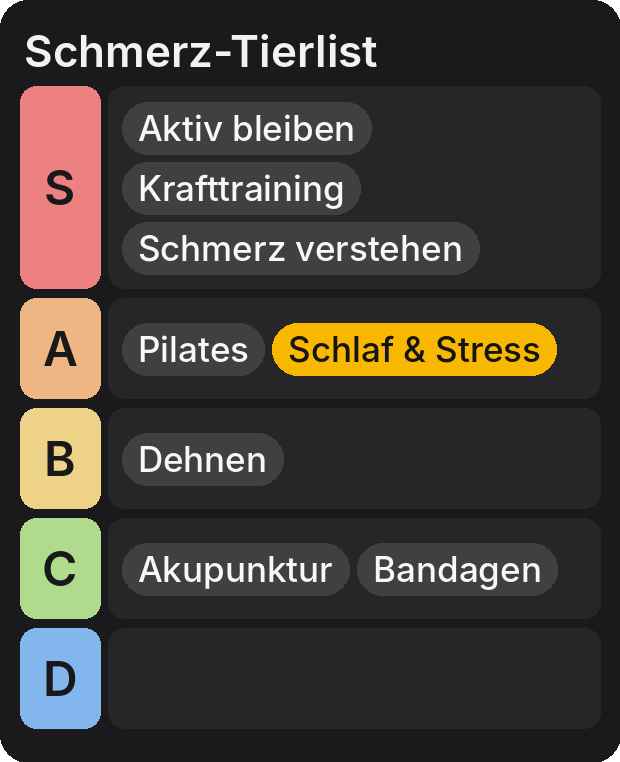 Schmerz-Tierlist
S
Aktiv bleiben
Krafttraining
Schmerz verstehen
A
Pilates
Schlaf & Stress
B
Dehnen
C
Akupunktur
Bandagen
D